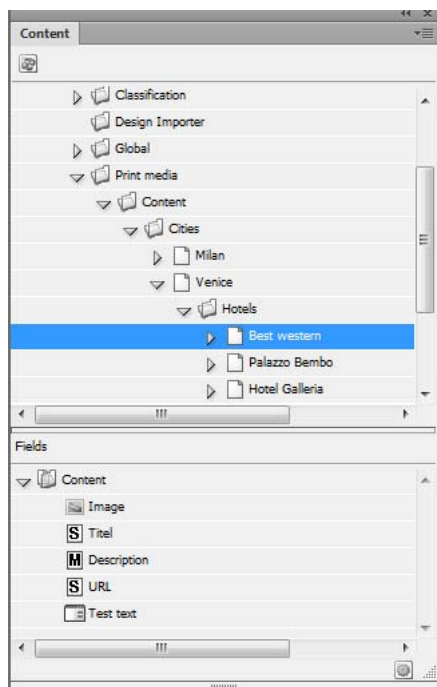 Content
Classification
Design Importer
Global
Print media
Content
Cities
Milan
Venice
Hotels
Best western
Palazzo Bembo
Hotel Galleria
Fields
Content
Image
S Titel
M Description
S URL
Test text